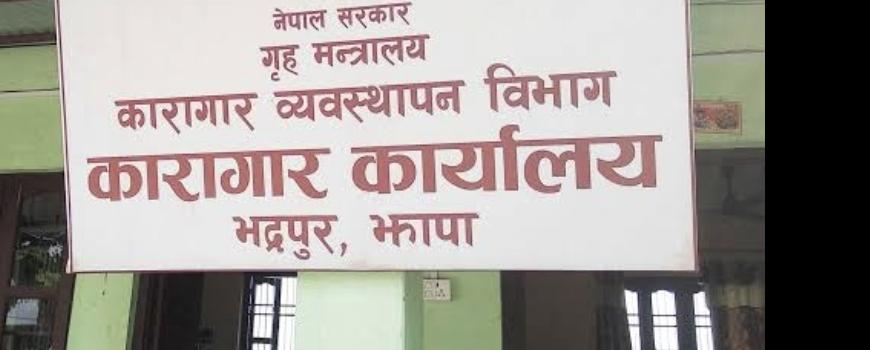 नेपाल सरकार
गृह मन्त्रालय
कारागार व्यवस्थापन विभाग
कारागार कार्यालय
भद्रपुर, झापा